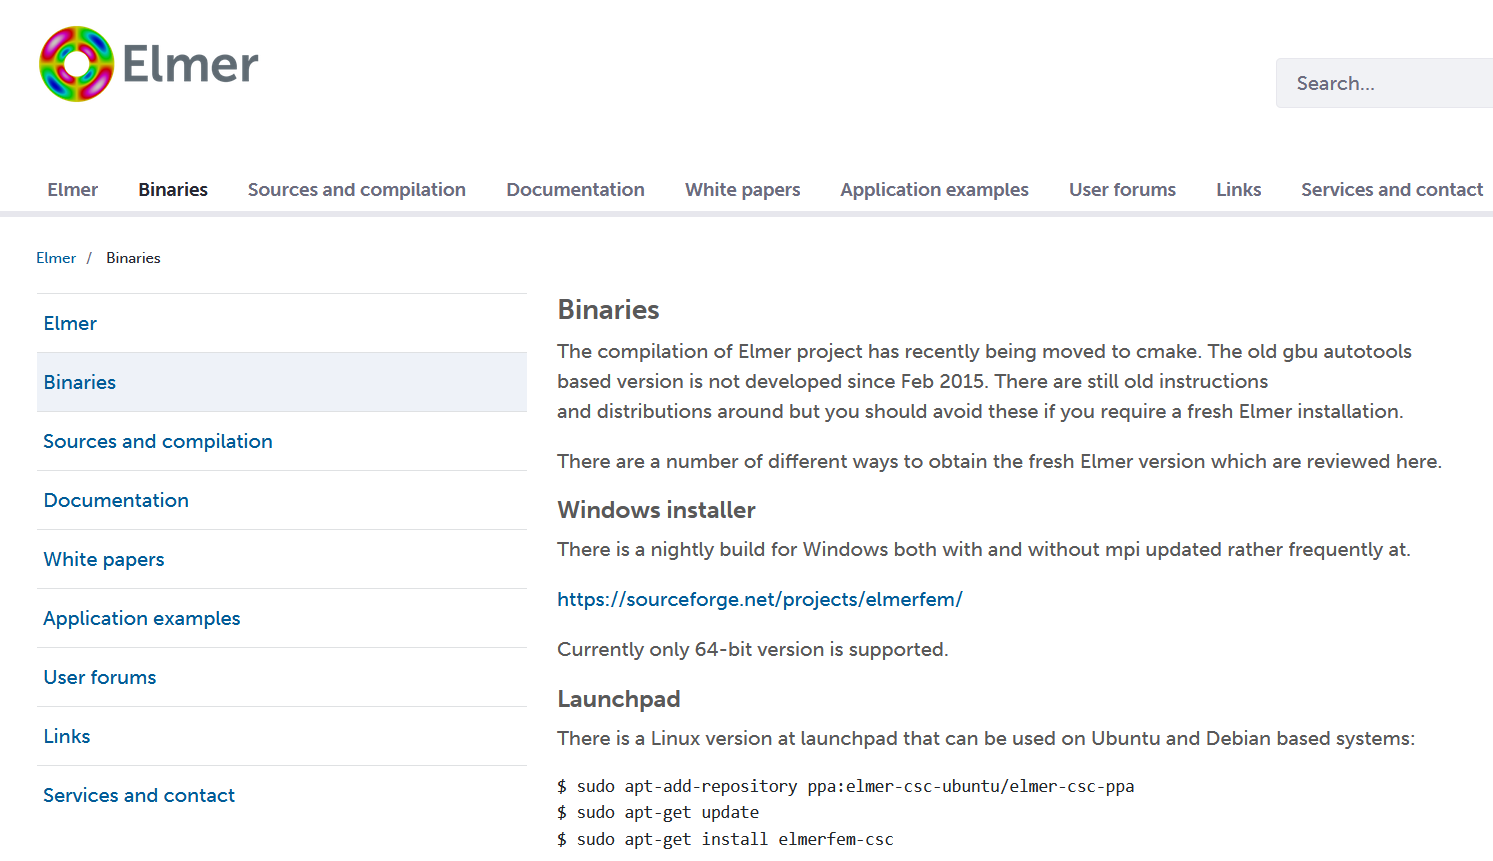 Elmer
Search...
Elmer Binaries Sources and compilation Documentation White papers Application examples User forums Links Services and contact
Elmer / Binaries
Elmer
Binaries
Sources and compilation
Documentation
White papers
Application examples
User forums
Links
Services and contact
Binaries
The compilation of Elmer project has recently being moved to cmake. The old gbu autotools
based version is not developed since Feb 2015. There are still old instructions
and distributions around but you should avoid these if you require a fresh Elmer installation.
There are a number of different ways to obtain the fresh Elmer version which are reviewed here.
Windows installer
There is a nightly build for Windows both with and without mpi updated rather frequently at.
https://sourceforge.net/projects/elmerfem/
Currently only 64-bit version is supported.
Launchpad
There is a Linux version at launchpad that can be used on Ubuntu and Debian based systems:
$ sudo apt-add-repository ppa:elmer-csc-ubuntu/elmer-csc-ppa
$ sudo apt-get update
$ sudo apt-get install elmerfem-csc